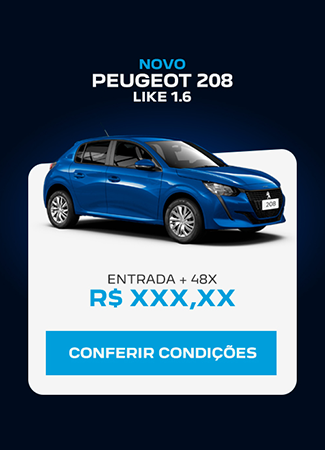 NOVO
PEUGEOT 208
LIKE 1.6
208
ENTRADA + 48X
R$ XXX,XX
CONFERIR CONDIÇÕES